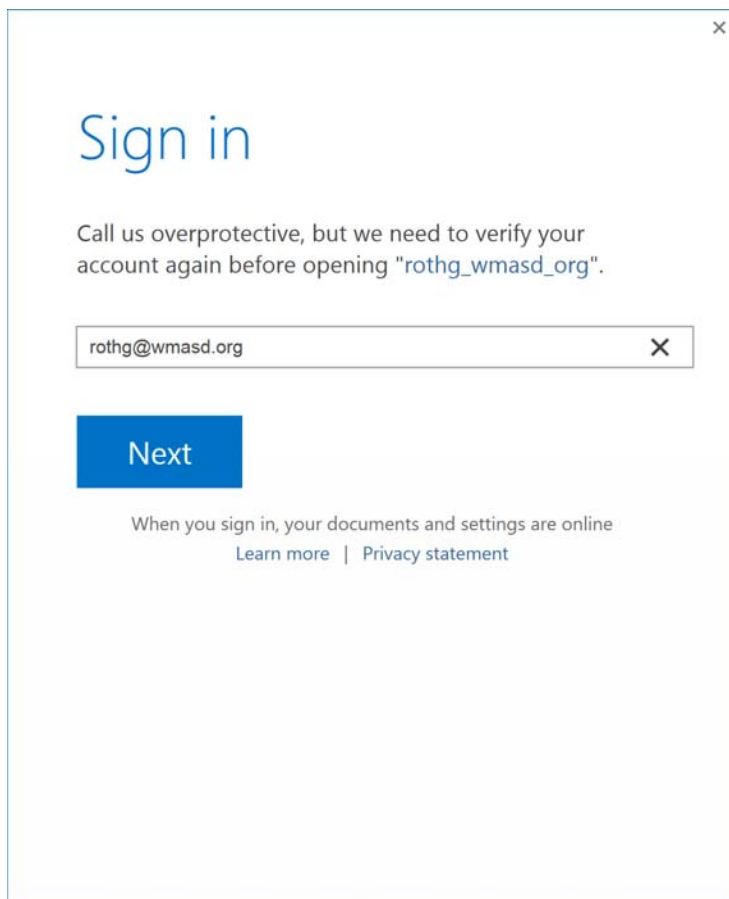 Sign in
Call us overprotective, but we need to verify your
account again before opening "rothg_wmasd_org".
rothg@wmasd.org
Next
When you sign in, your documents and settings are online
Learn more | Privacy statement